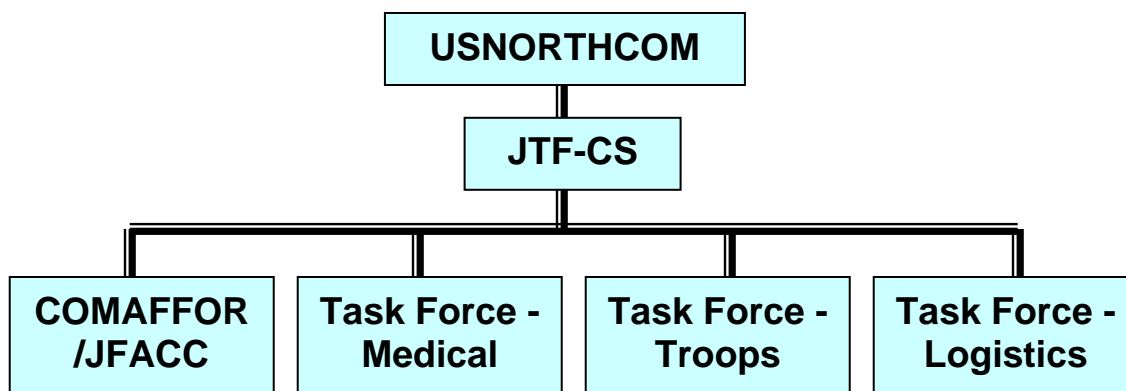 USNORTHCOM
JTF-CS
COMAFFOR
/JFACC
Task Force -
Medical
Task Force -
Troops
Task Force -
Logistics